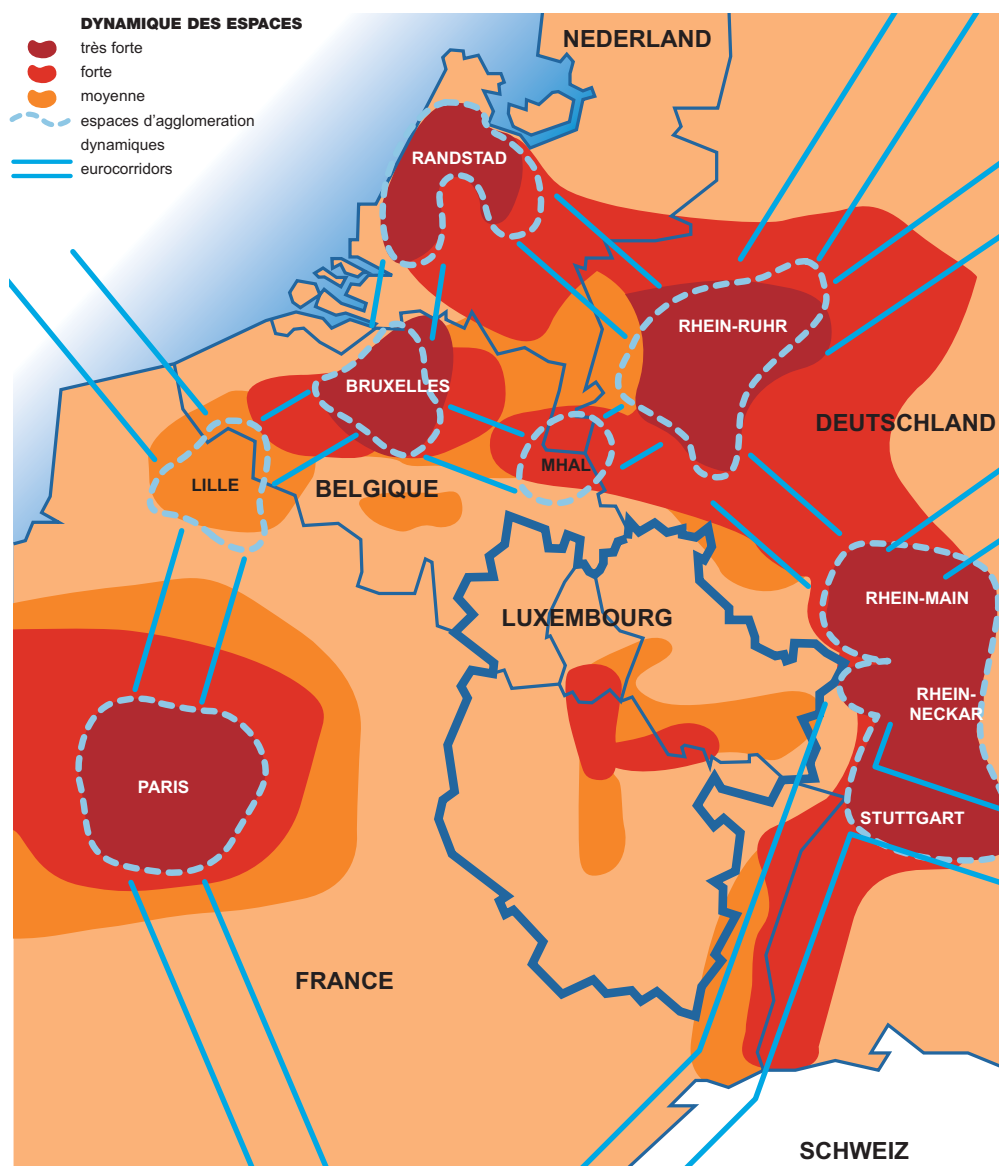 DYNAMIQUE DES ESPACES
très forte
forte
moyenne
espaces d'agglomeration
dynamiques
eurocorridors
NEDERLAND
RANDSTAD
RHEIN-RUHR
BRUXELLES
DEUTSCHLAND
MHAL
LILLE
BELGIQUE
RHEIN-MAIN
LUXEMBOURG
RHEIN-
NECKAR
PARIS
STUTTGART
FRANCE
SCHWEIZ